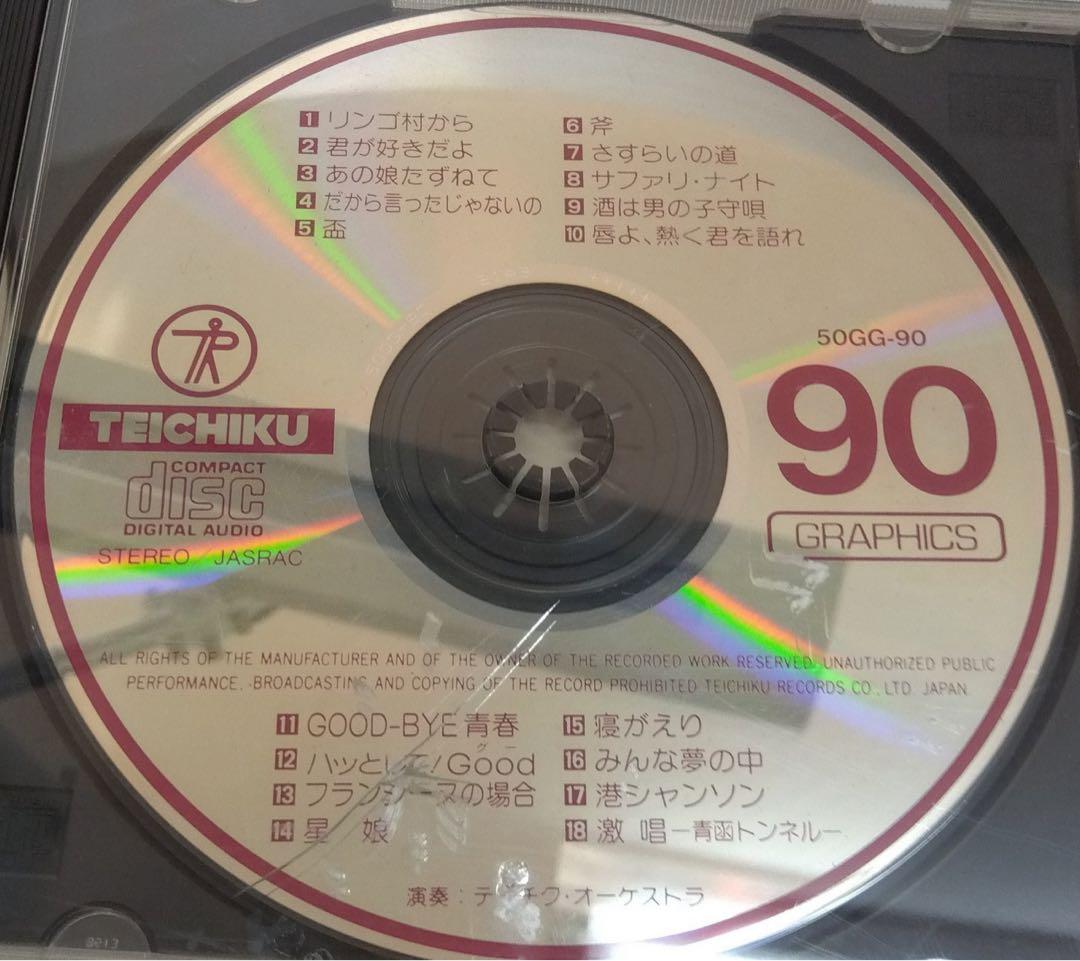 1 リンゴ村から
2 君が好きだよ
3 あの娘たずねて
4 だから言ったじゃないの
5 盃
6 斧
7 さすらいの道
8 サファリ・ナイト
9 酒は男の子守唄
10 唇よ、熱く君を語れ
TEICHIKU
COMPACT
disc
DIGITAL AUDIO
STEREO JASRAC
50GG-90
90
GRAPHICS
ALL RIGHTS OF THE MANUFACTURER AND OF THE OWNER OF THE RECORDED WORK RESERVED. UNAUTHORIZED PUBLIC
PERFORMANCE. BROADCASTING AND COPYING OF THE RECORD PROHIBITED TEICHIKU RECORDS CO., LTD. JAPAN
11 GOOD-BYE青春
グー
12 ハッとして!Good
13 フランシーヌの場合
14 星 娘
15 寝がえり
16 みんな夢の中
17 港シャンソン
18 激 唱 ―青函トンネル―
演奏:テイチク・オーケストラ